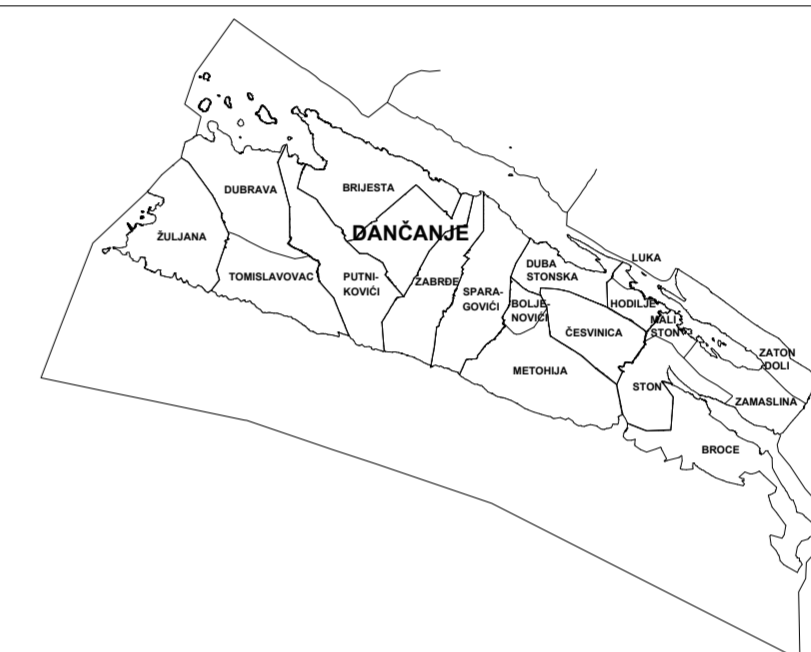 BRIJESTA
DUBRAVA
DANČANJE
ŽULJANA
LUKA
DUBA
STONSKA
TOMISLAVOVAC
PUTNI-
KOVIĆI
ZABRĐE
SPARA-
GOVIĆI
BOLJE-
NOVIĆI
HODILJE
MALI
STON
ČESVINICA
ZATON
DOLI
METOHIJA
STON
ZAMASLINA
BROCE